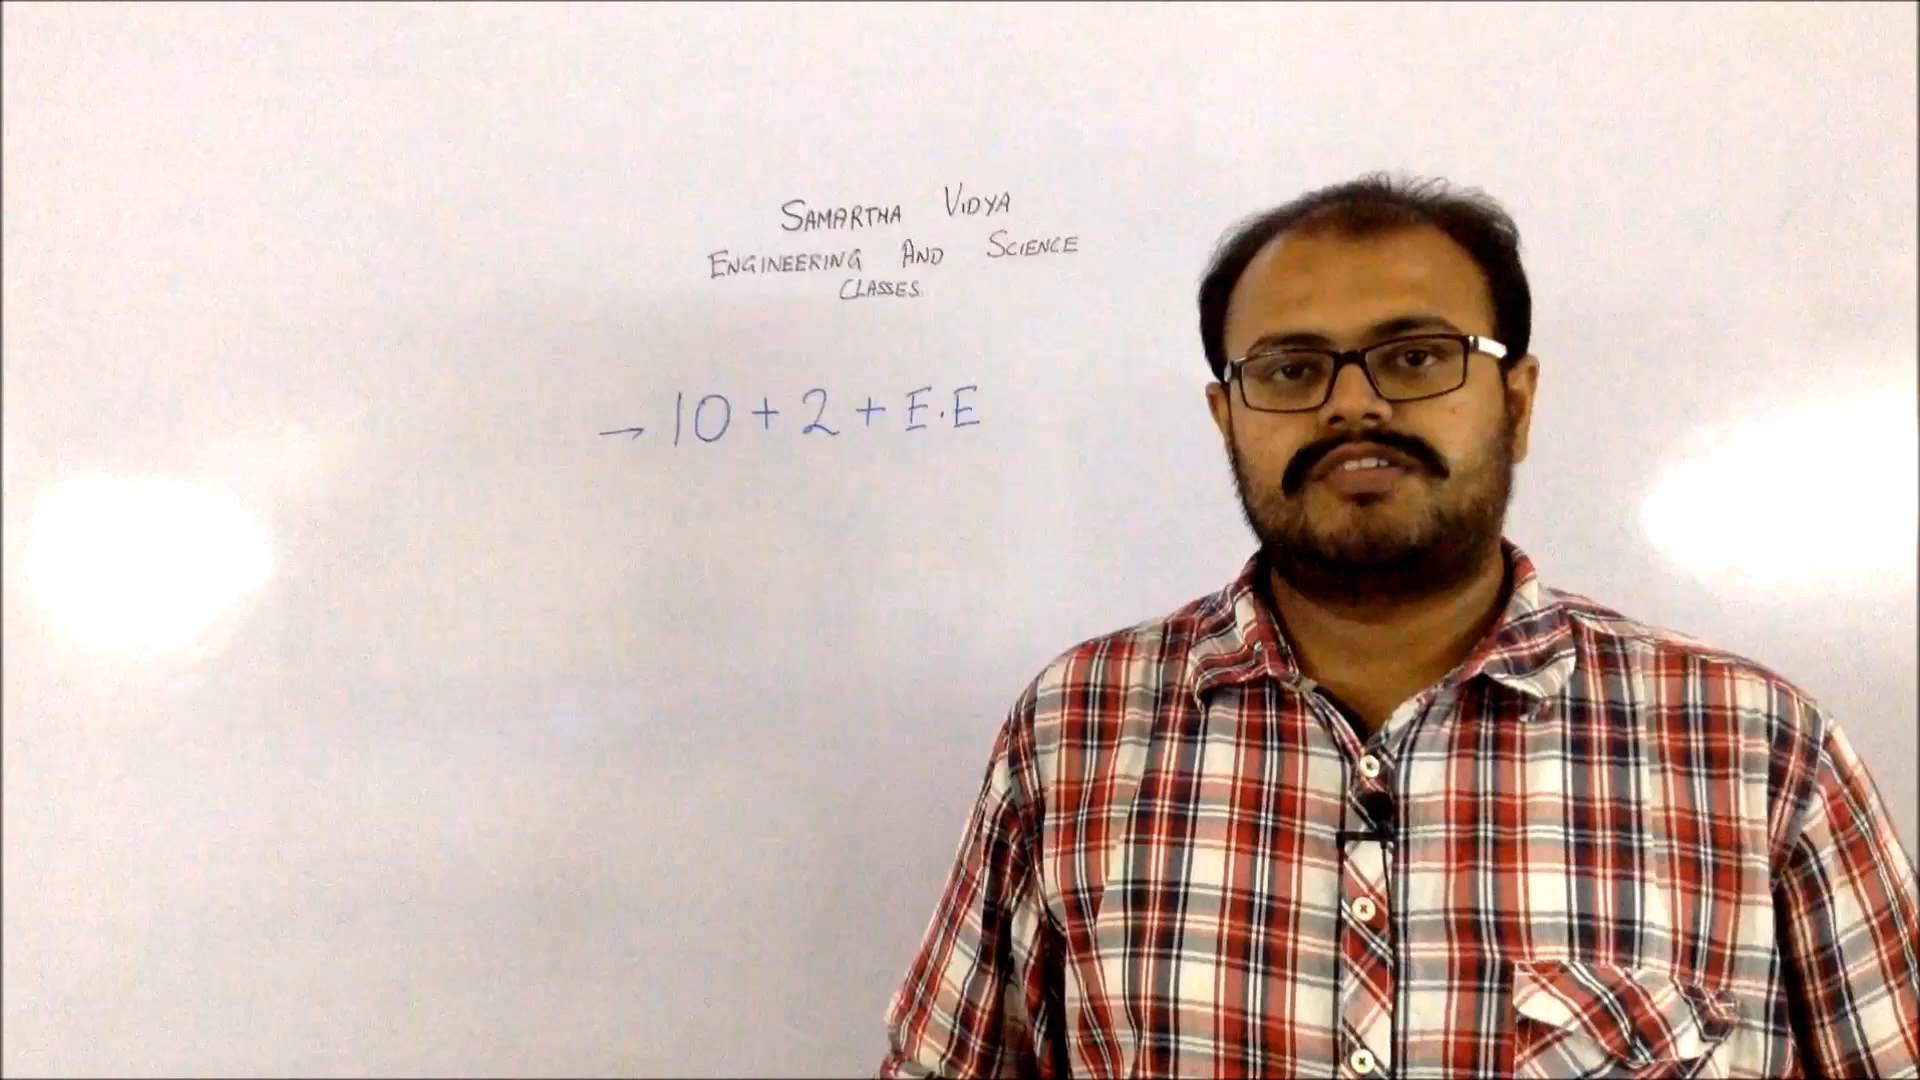 SAMARTHA VIDYA
ENGINEERING AND SCIENCE
CLASSES
→ 10 + 2 + E.E